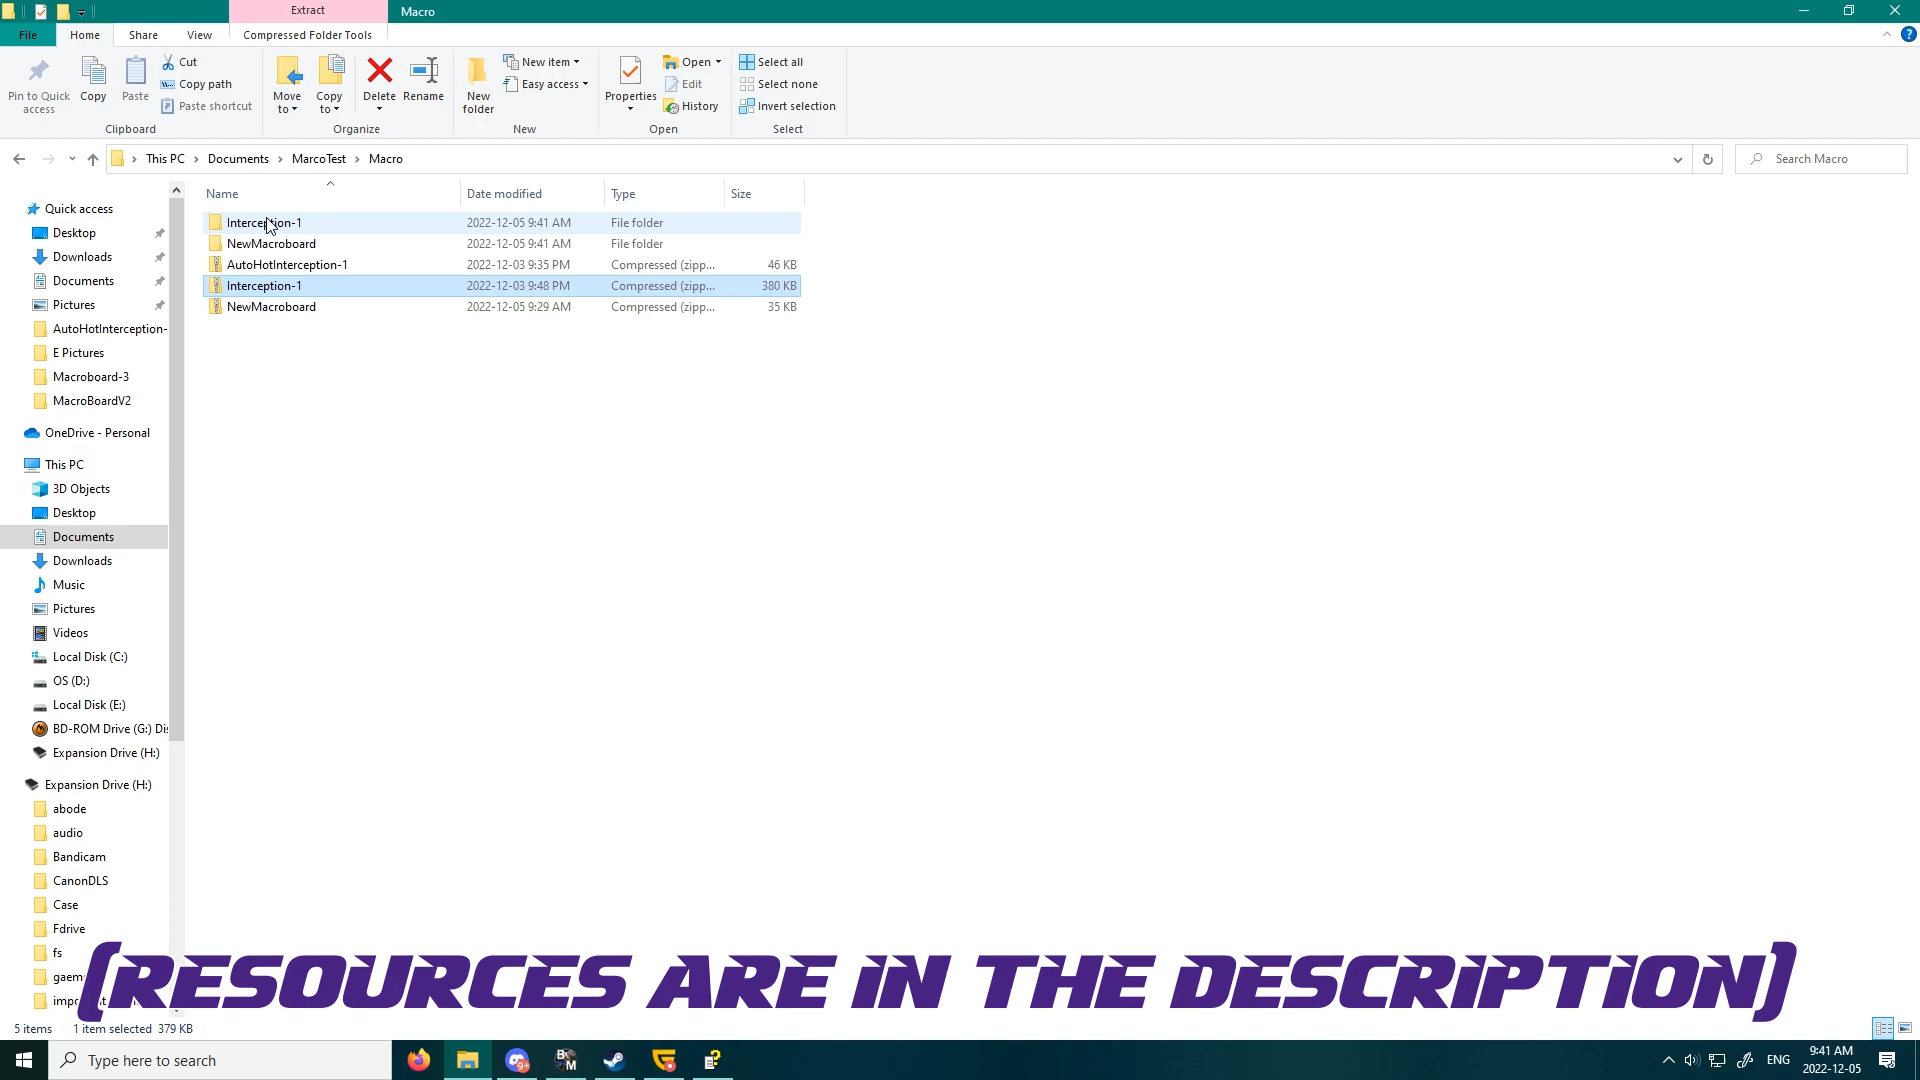 Extract
Macro
File
Home
Share
View
Compressed Folder Tools
Pin to Quick access
Copy
Paste
Cut
Copy path
Paste shortcut
Clipboard
Move to
Copy to
Delete
Rename
Organize
New folder
New item
Easy access
New
Properties
Open
Edit
History
Open
Select all
Select none
Invert selection
Select
This PC
Documents
MarcoTest
Macro
Search Macro
Name
Date modified
Type
Size
Interception-1 2022-12-05 9:41 AM File folder
NewMacroboard 2022-12-05 9:41 AM File folder
AutoHotInterception-1 2022-12-03 9:35 PM Compressed (zipp... 46 KB
Interception-1 2022-12-03 9:48 PM Compressed (zipp... 380 KB
NewMacroboard 2022-12-05 9:29 AM Compressed (zipp... 35 KB
Quick access
Desktop
Downloads
Documents
Pictures
AutoHotInterception-
E Pictures
Macroboard-3
MacroBoardV2
OneDrive - Personal
This PC
3D Objects
Desktop
Documents
Downloads
Music
Pictures
Videos
Local Disk (C:)
OS (D:)
Local Disk (E:)
BD-ROM Drive (G:) Di
Expansion Drive (H:)
Expansion Drive (H:)
abode
audio
Bandicam
CanonDLS
Case
Fdrive
fs
(RESOURCES ARE IN THE DESCRIPTION)
5 items 1 item selected 379 KB
Type here to search
ENG
9:41 AM
2022-12-05